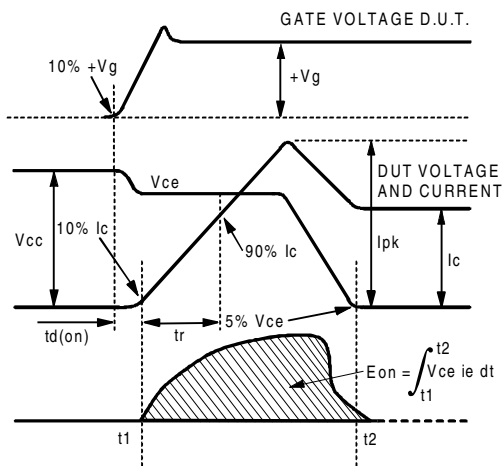 GATE VOLTAGE D.U.T.
10% +Vg
+Vg
DUT VOLTAGE
AND CURRENT
Vce
Vcc
10% Ic
90% Ic
Ipk
Ic
td(on)
tr
5% Vce
Eon = ∫ Vce ie dt
t2
t1
t1
t2